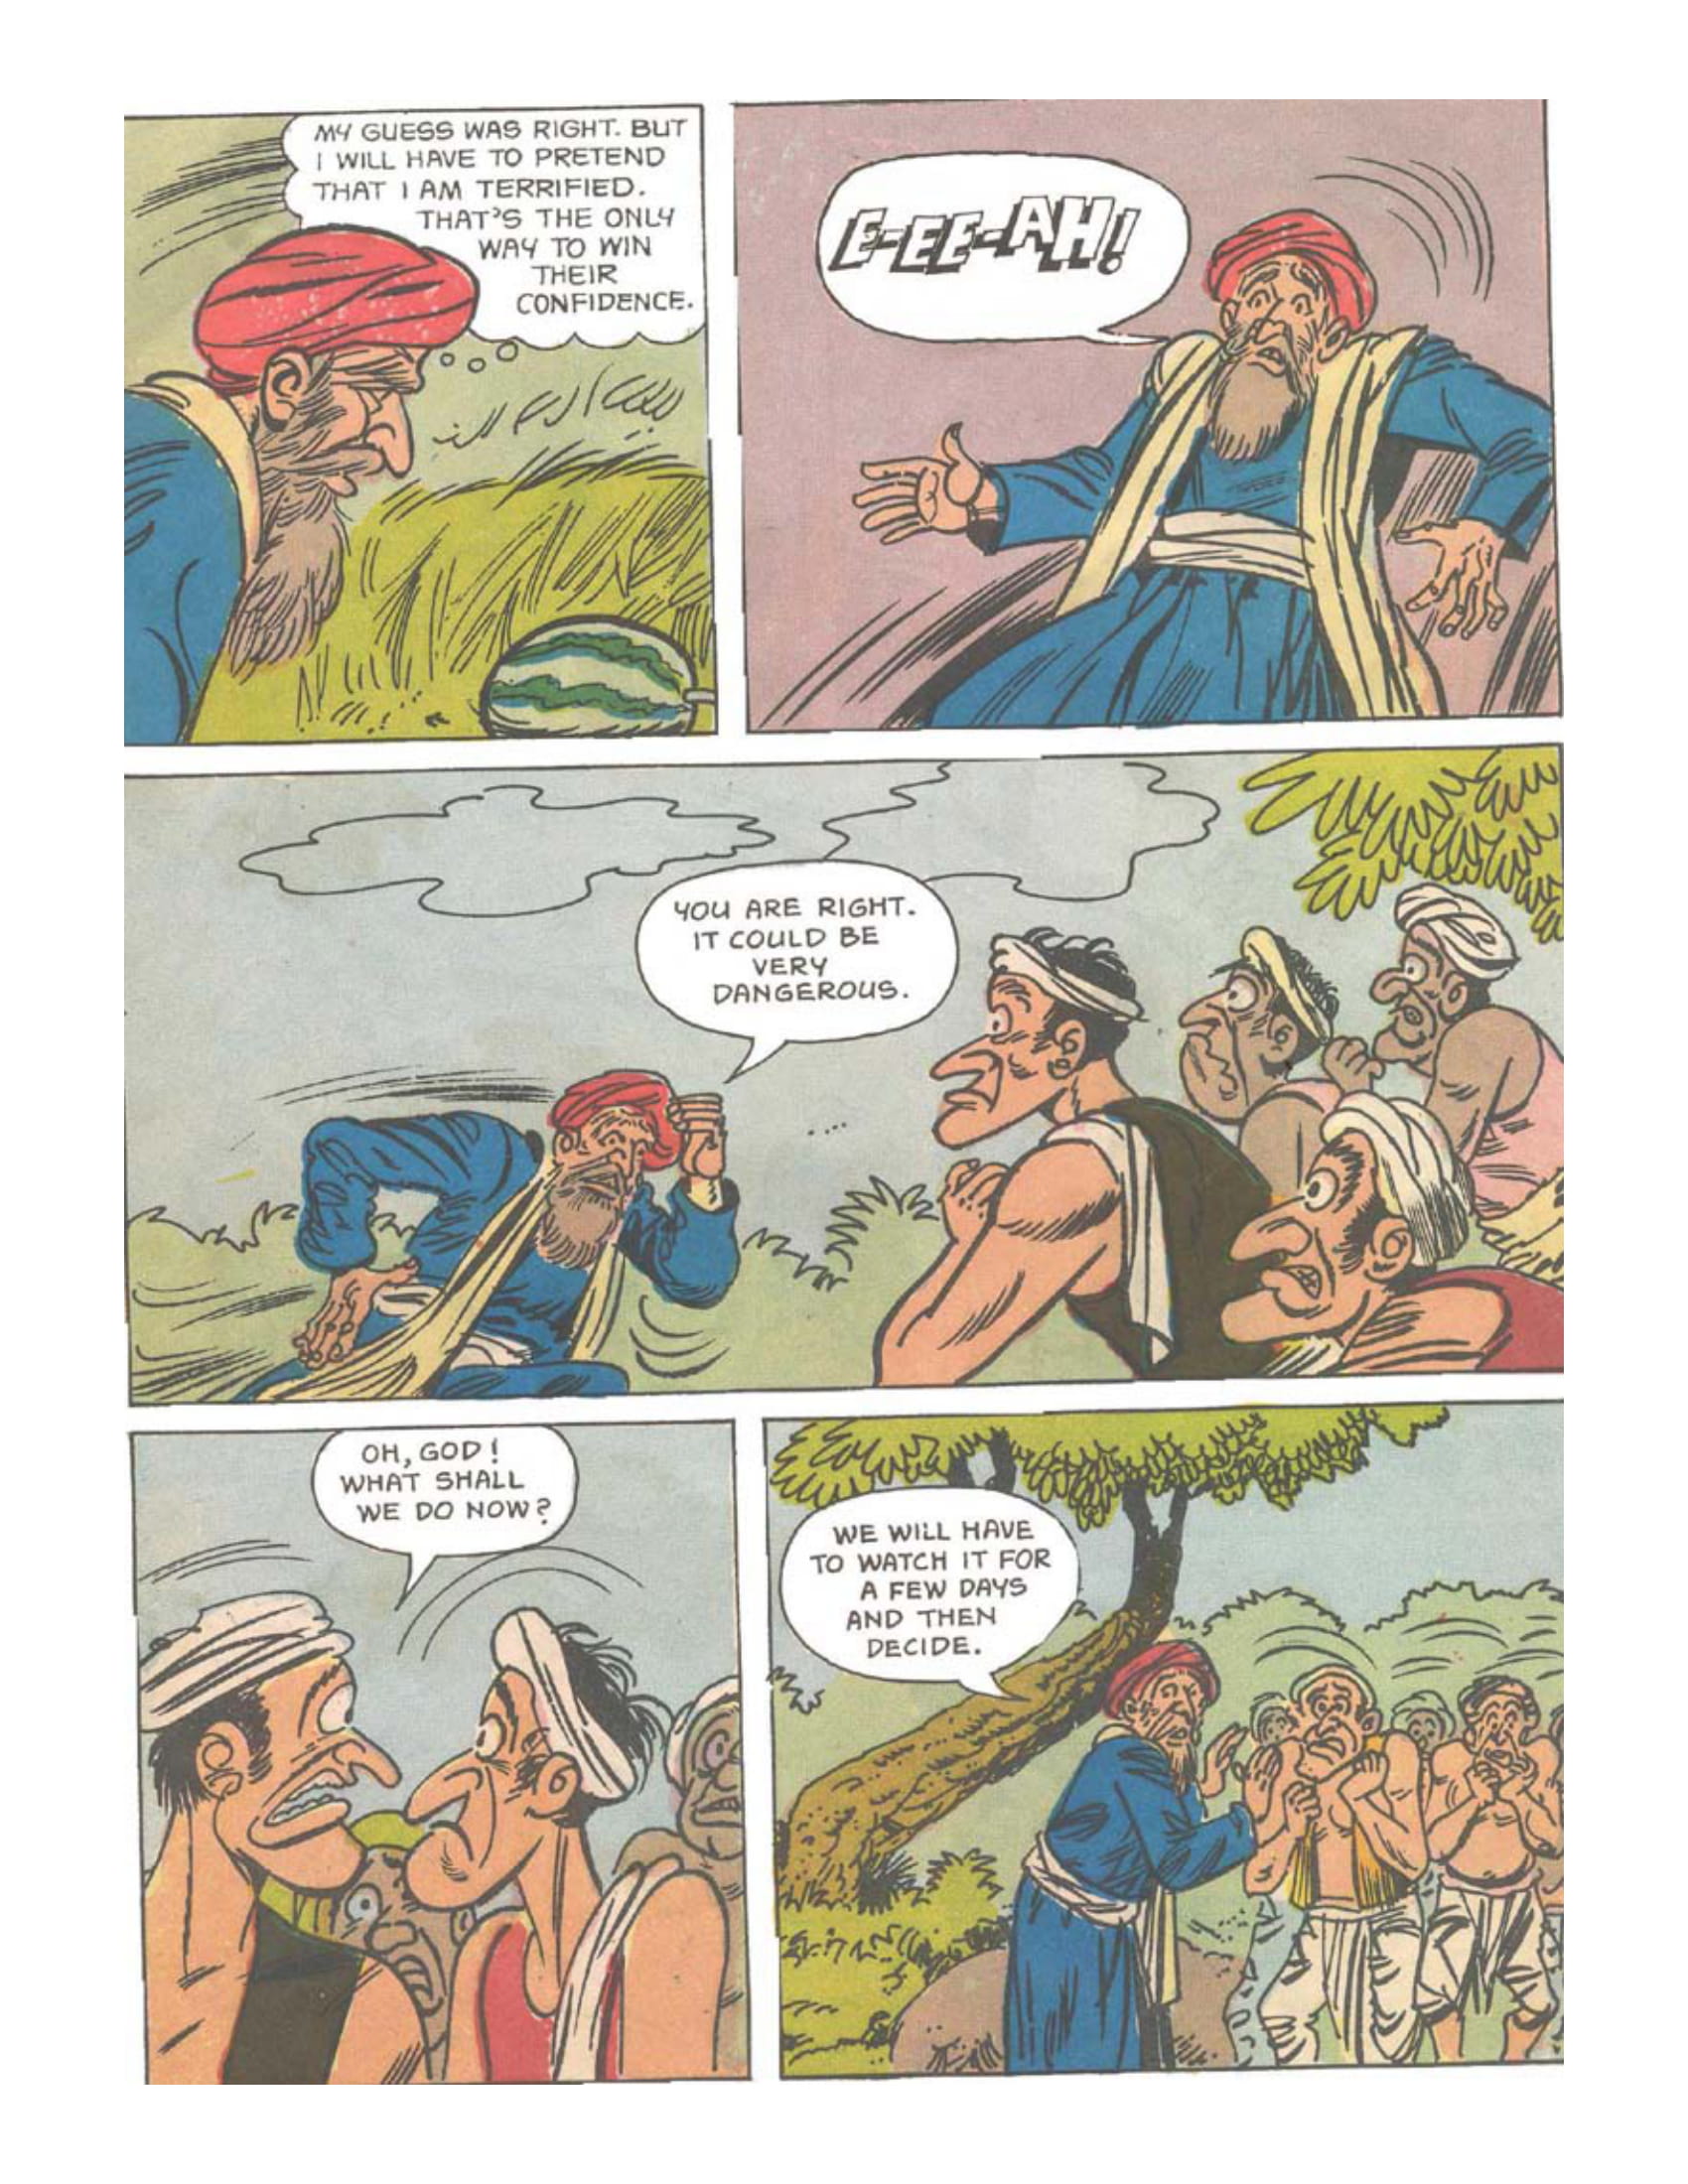 MY GUESS WAS RIGHT. BUT
I WILL HAVE TO PRETEND
THAT I AM TERRIFIED.
THAT'S THE ONLY
WAY TO WIN
THEIR
CONFIDENCE.
E-EE-AH!
YOU ARE RIGHT.
IT COULD BE
VERY
DANGEROUS.
OH, GOD!
WHAT SHALL
WE DO NOW?
WE WILL HAVE
TO WATCH IT FOR
A FEW DAYS
AND THEN
DECIDE.